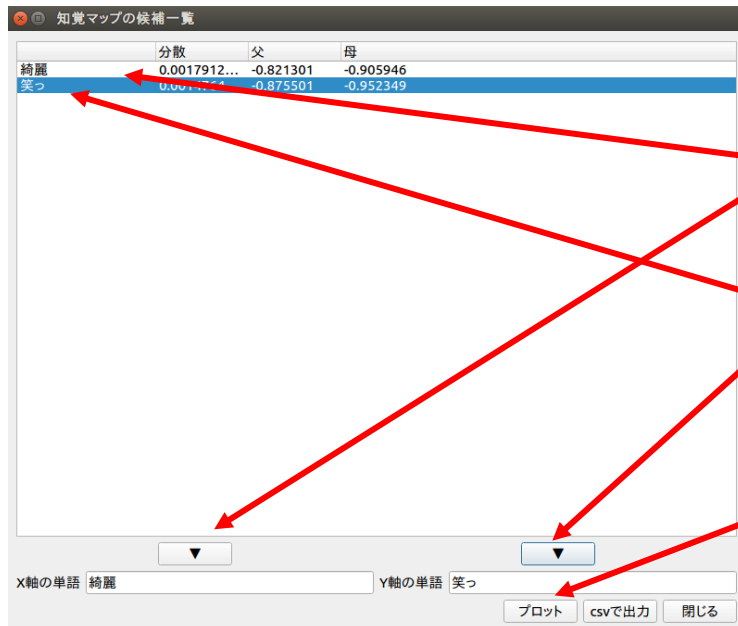 知覚マップの候補一覧
分散 父 母
綺麗 0.0017912... -0.821301 -0.905946
笑っ -0.875501 -0.952349
▼ ▼
X軸の単語 綺麗 Y軸の単語 笑っ
プロット csvで出力 閉じる